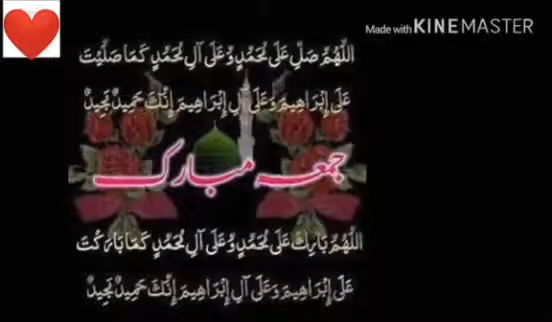 Made with KINEMASTER
اللَّهُمَّ صَلِّ عَلَى مُحَمَّدٍ وَّعَلَى آلِ مُحَمَّدٍ كَمَا صَلَّيْتَ
عَلَى إِبْرَاهِيمَ وَعَلَى آلِ إِبْرَاهِيمَ إِنَّكَ حَمِيدٌ مَّجِيدٌ
جمعہ مبارک
اللَّهُمَّ بَارِكْ عَلَى مُحَمَّدٍ وَّعَلَى آلِ مُحَمَّدٍ كَمَا بَارَكْتَ
عَلَى إِبْرَاهِيمَ وَعَلَى آلِ إِبْرَاهِيمَ إِنَّكَ حَمِيدٌ مَّجِيدٌ